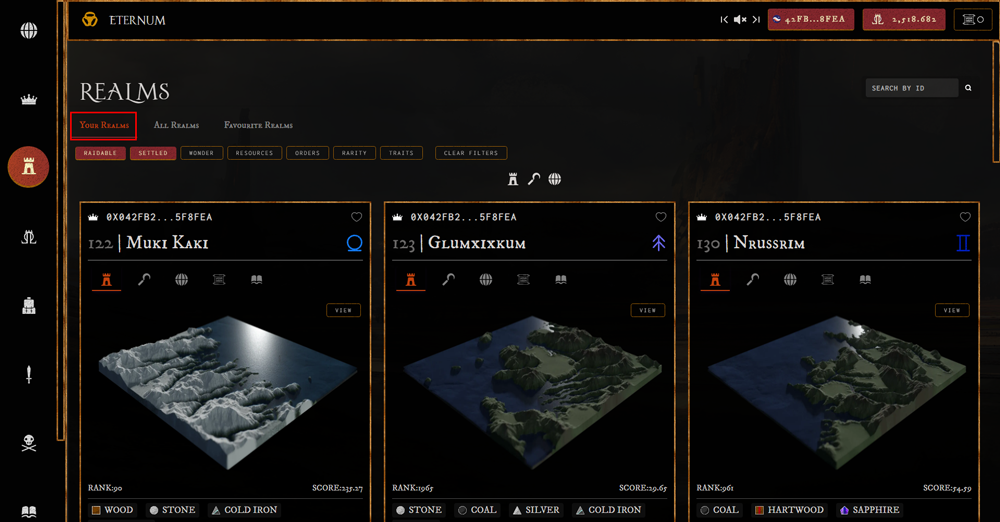 ETERNUM
42FB...8FEA
2,518.682
0
REALMS
SEARCH BY ID
Your Realms All Realms Favourite Realms
RAIDABLE SETTLED WONDER RESOURCES ORDERS RARITY TRAITS CLEAR FILTERS
0X042FB2...5F8FEA
122 | Muki Kaki
VIEW
RANK:90 SCORE:235.27
WOOD STONE COLD IRON
0X042FB2...5F8FEA
123 | Glumxixkum
VIEW
RANK:1965 SCORE:29.65
STONE COAL SILVER COLD IRON
0X042FB2...5F8FEA
130 | Nrussrim
VIEW
RANK:961 SCORE:54.59
COAL HARTWOOD SAPPHIRE